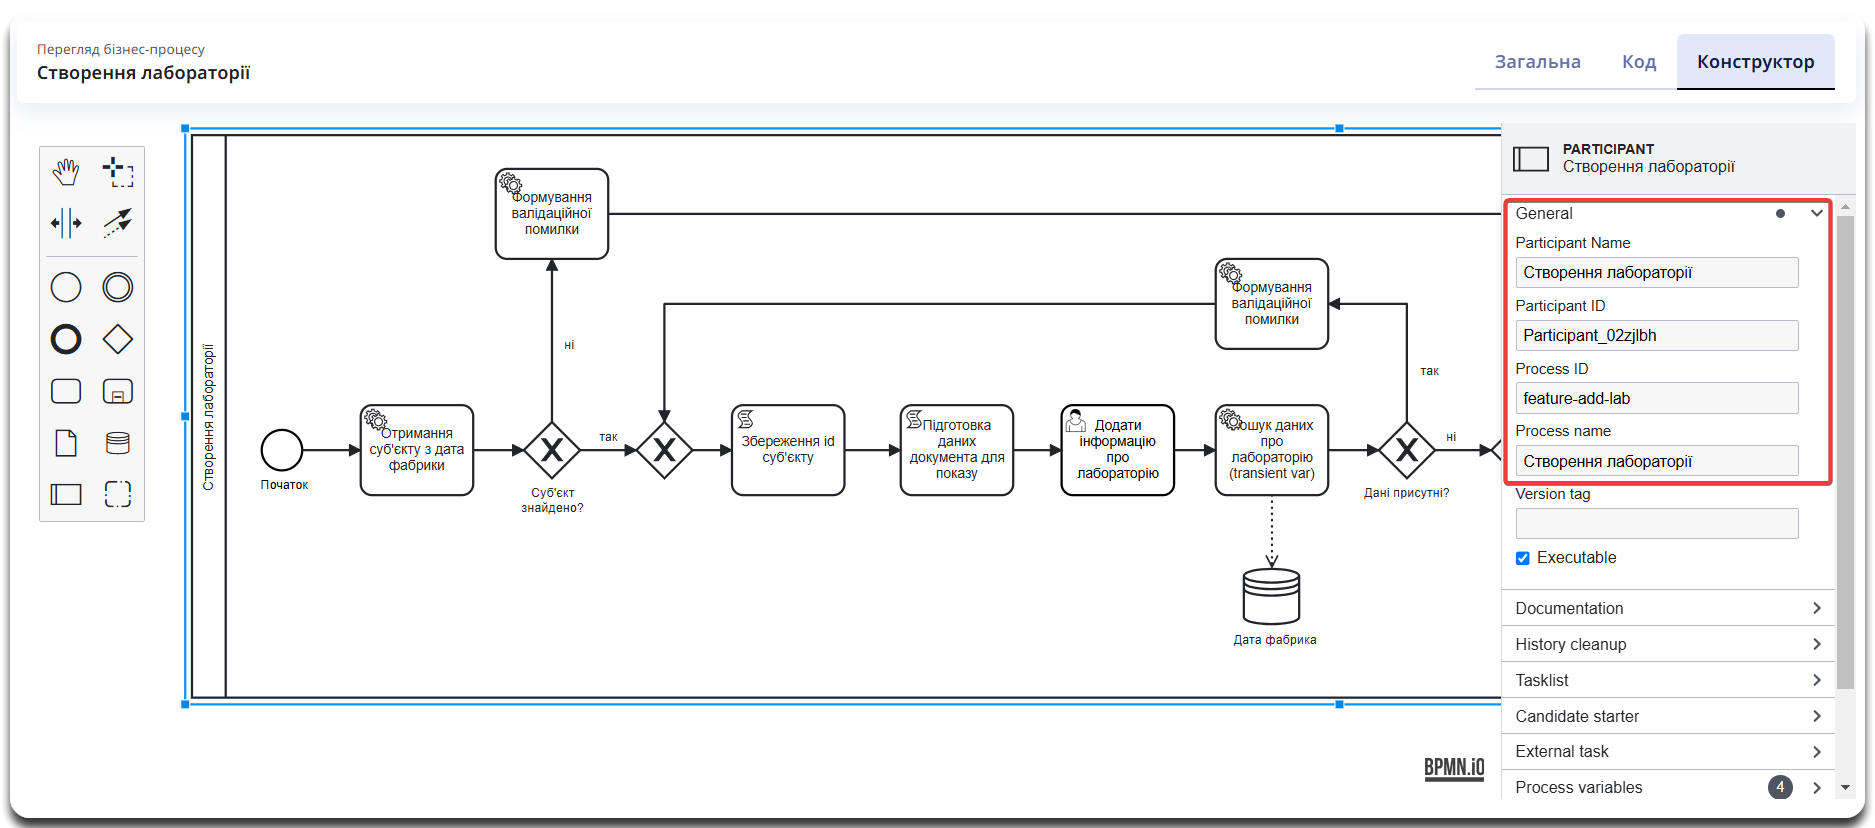 Перегляд бізнес-процесу
Створення лабораторії
Загальна
Код
Конструктор
PARTICIPANT
Створення лабораторії
General
Participant Name
Створення лабораторії
Participant ID
Participant_02zjlbh
Process ID
feature-add-lab
Process name
Створення лабораторії
Version tag
Executable
Documentation
History cleanup
Tasklist
Candidate starter
External task
Process variables
4
Створення лабораторії
Формування
валідаційної
помилки
Формування
валідаційної
помилки
ні
так
Початок
Отримання
суб'єкту з дата
фабрики
Суб'єкт
знайдено?
так
Збереження id
суб'єкту
Підготовка
даних
документа для
показу
Додати
інформацію
про
лабораторію
ошук даних
про
лабораторію
(transient var)
Дані присутні?
ні
Дата фабрика
BPMN.iO